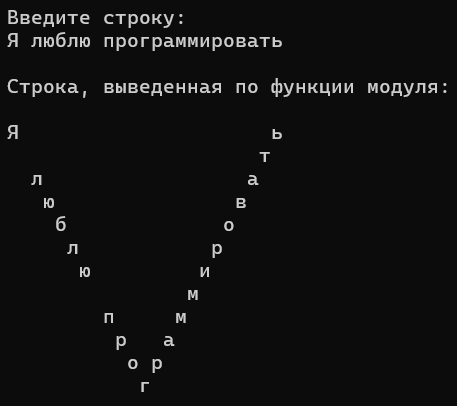 Введите строку:
Я люблю программировать
Строка, выведенная по функции модуля:
Я ь
т
л а
ю в
б о
л р
ю и
м
п м
р а
о р
г